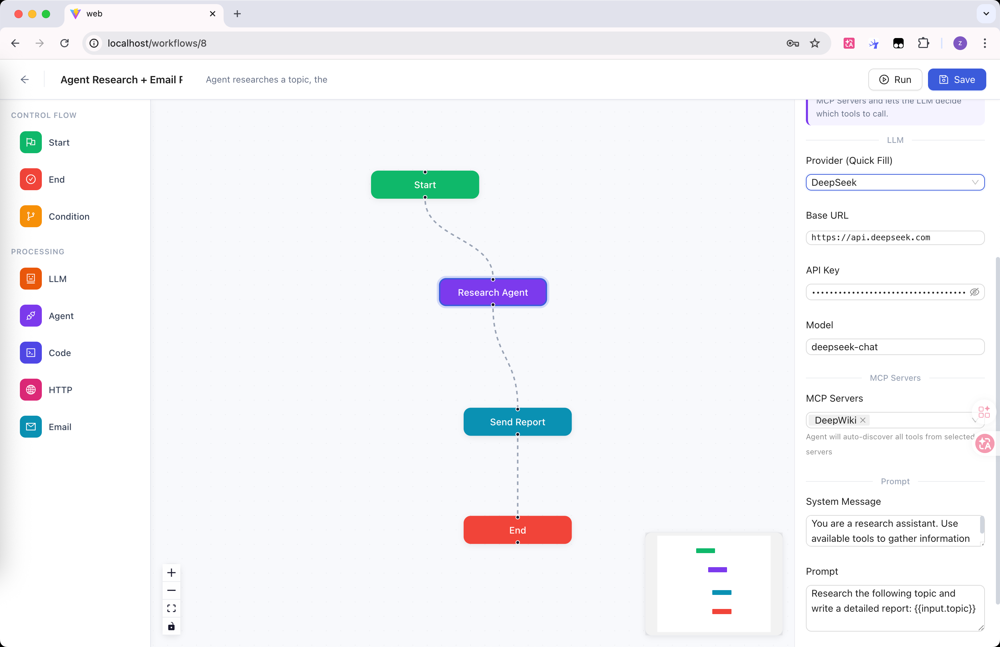 web
localhost/workflows/8
z
Agent Research + Email
Agent researches a topic, the
Run
Save
CONTROL FLOW
Start
End
Condition
PROCESSING
LLM
Agent
Code
HTTP
Email
Start
Research Agent
Send Report
End
MCP Servers and lets the LLM decide
which tools to call.
LLM
Provider (Quick Fill)
DeepSeek
Base URL
https://api.deepseek.com
API Key
Model
deepseek-chat
MCP Servers
MCP Servers
DeepWiki
Agent will auto-discover all tools from selected
servers
Prompt
System Message
You are a research assistant. Use
available tools to gather information
Prompt
Research the following topic and
write a detailed report: {{input.topic}}